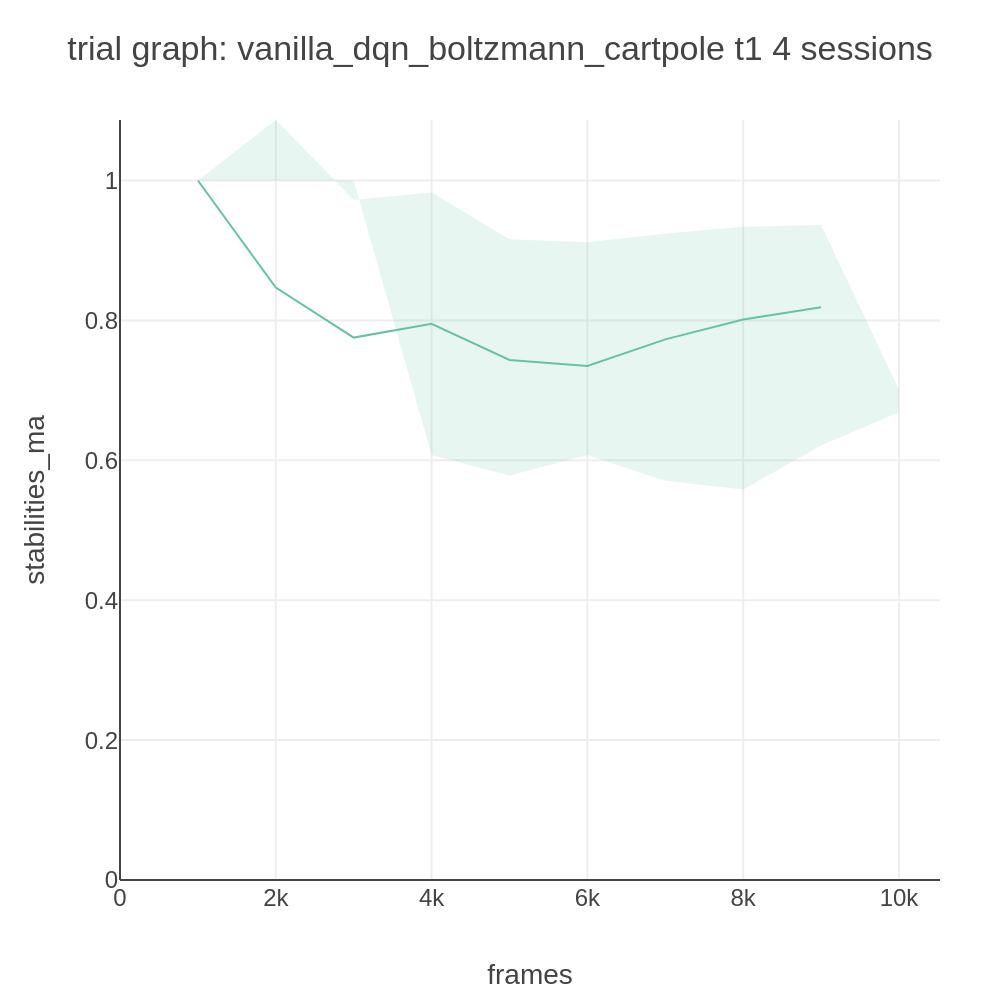 trial graph: vanilla_dqn_boltzmann_cartpole t1 4 sessions
stabilities_ma
1
0.8
0.6
0.4
0.2
0
0 2k 4k 6k 8k 10k
frames